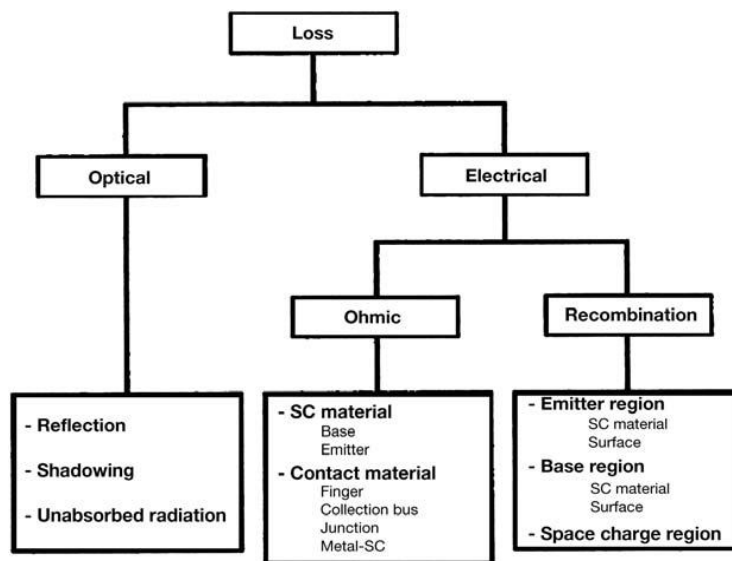 Loss
Optical
Electrical
Ohmic
Recombination
- Reflection
- Shadowing
- Unabsorbed radiation
- SC material
Base
Emitter
- Contact material
Finger
Collection bus
Junction
Metal-SC
- Emitter region
SC material
Surface
- Base region
SC material
Surface
- Space charge region